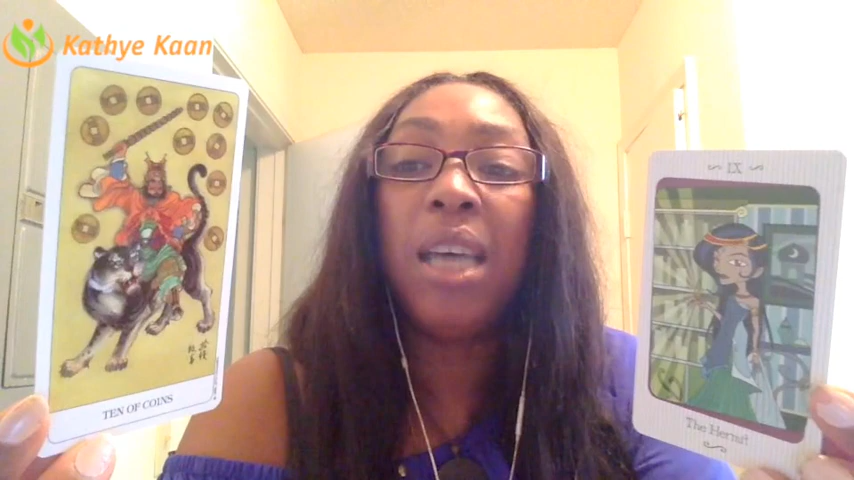 Kathye Kaan
TEN OF COINS
IX
The Hermit